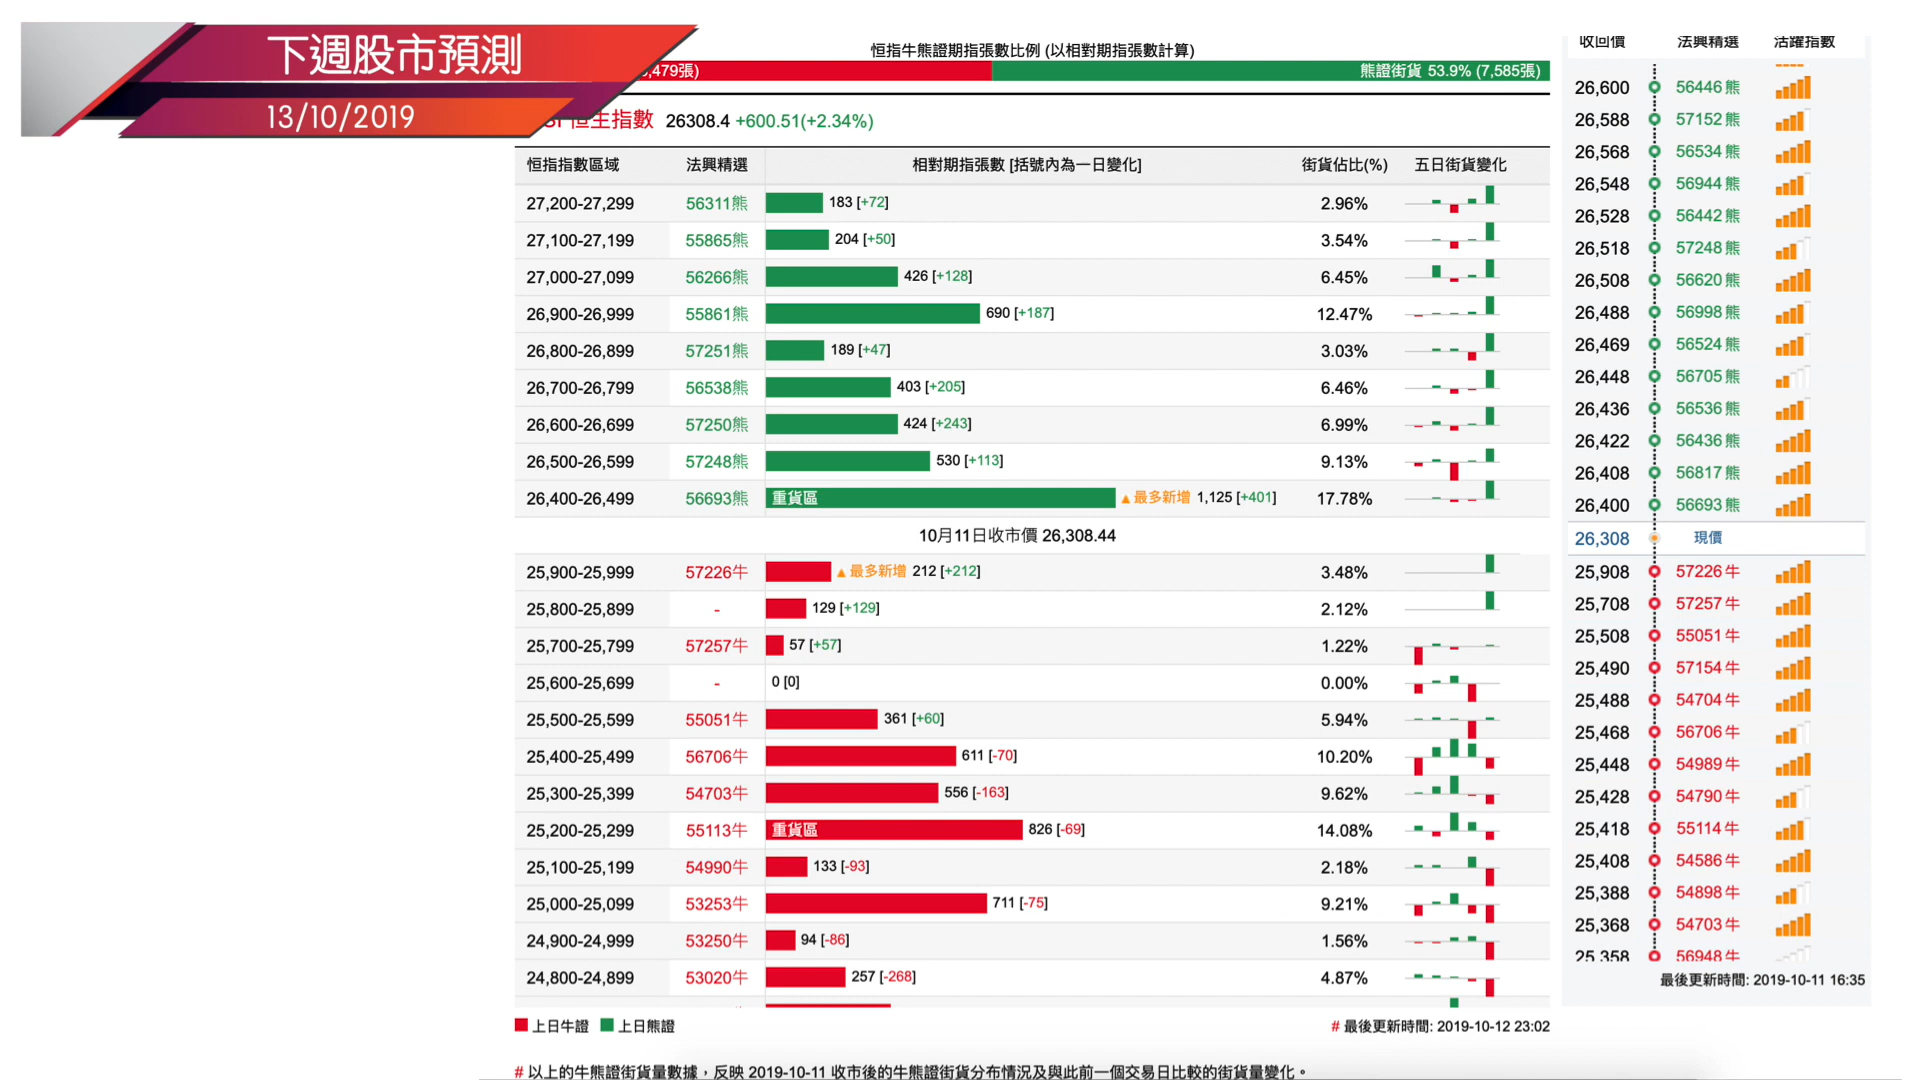 下週股市預測
13/10/2019
恒指牛熊證期指張數比例 (以相對期指張數計算)
,479張)
熊證街貨 53.9% (7,585張)
恒生指數 26308.4 +600.51(+2.34%)
恒指指數區域 法興精選 相對期指張數 [括號內為一日變化] 街貨佔比(%) 五日街貨變化
27,200-27,299 56311熊 183 [+72] 2.96%
27,100-27,199 55865熊 204 [+50] 3.54%
27,000-27,099 56266熊 426 [+128] 6.45%
26,900-26,999 55861熊 690 [+187] 12.47%
26,800-26,899 57251熊 189 [+47] 3.03%
26,700-26,799 56538熊 403 [+205] 6.46%
26,600-26,699 57250熊 424 [+243] 6.99%
26,500-26,599 57248熊 530 [+113] 9.13%
26,400-26,499 56693熊 重貨區 ▲最多新增 1,125 [+401] 17.78%
10月11日收市價 26,308.44
25,900-25,999 57226牛 ▲最多新增 212 [+212] 3.48%
25,800-25,899 - 129 [+129] 2.12%
25,700-25,799 57257牛 57 [+57] 1.22%
25,600-25,699 - 0 [0] 0.00%
25,500-25,599 55051牛 361 [+60] 5.94%
25,400-25,499 56706牛 611 [-70] 10.20%
25,300-25,399 54703牛 556 [-163] 9.62%
25,200-25,299 55113牛 重貨區 826 [-69] 14.08%
25,100-25,199 54990牛 133 [-93] 2.18%
25,000-25,099 53253牛 711 [-75] 9.21%
24,900-24,999 53250牛 94 [-86] 1.56%
24,800-24,899 53020牛 257 [-268] 4.87%
上日牛證 上日熊證
# 最後更新時間: 2019-10-12 23:02
# 以上的牛熊證街貨量數據，反映 2019-10-11 收市後的牛熊證街貨分布情況及與此前一個交易日比較的街貨量變化。
收回價 法興精選 活躍指數
26,600 56446熊
26,588 57152熊
26,568 56534熊
26,548 56944熊
26,528 56442熊
26,518 57248熊
26,508 56620熊
26,488 56998熊
26,469 56524熊
26,448 56705熊
26,436 56536熊
26,422 56436熊
26,408 56817熊
26,400 56693熊
26,308 現價
25,908 57226牛
25,708 57257牛
25,508 55051牛
25,490 57154牛
25,488 54704牛
25,468 56706牛
25,448 54989牛
25,428 54790牛
25,418 55114牛
25,408 54586牛
25,388 54898牛
25,368 54703牛
25,358 56948牛
最後更新時間: 2019-10-11 16:35